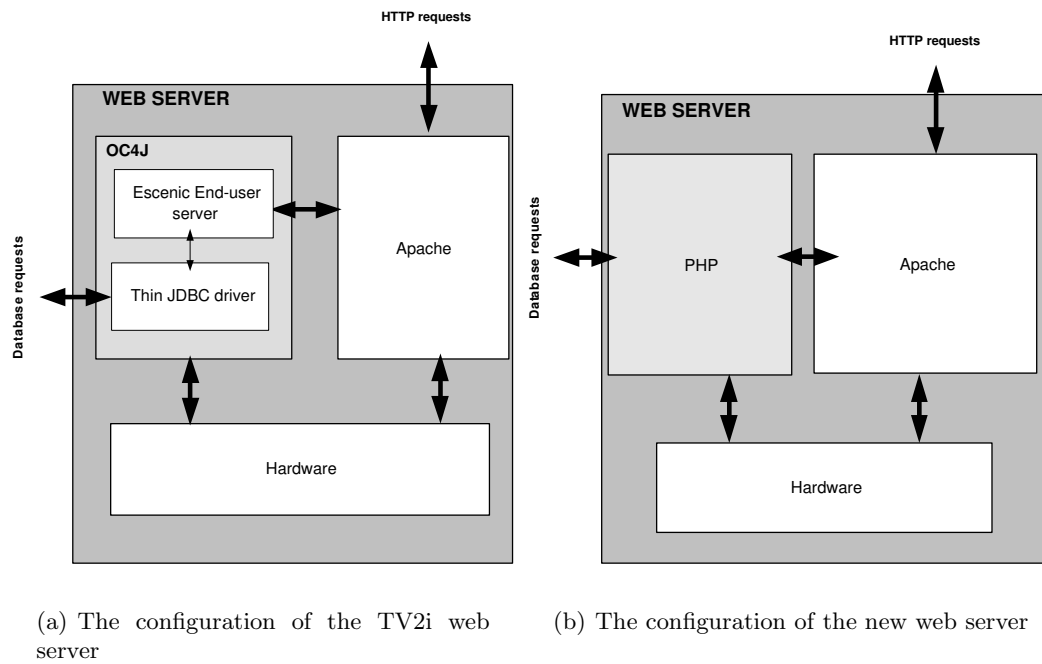 HTTP requests
WEB SERVER
OC4J
Escenic End-user
server
Thin JDBC driver
Apache
Hardware
Database requests
(a) The configuration of the TV2i web
server
HTTP requests
WEB SERVER
PHP
Apache
Hardware
Database requests
(b) The configuration of the new web server